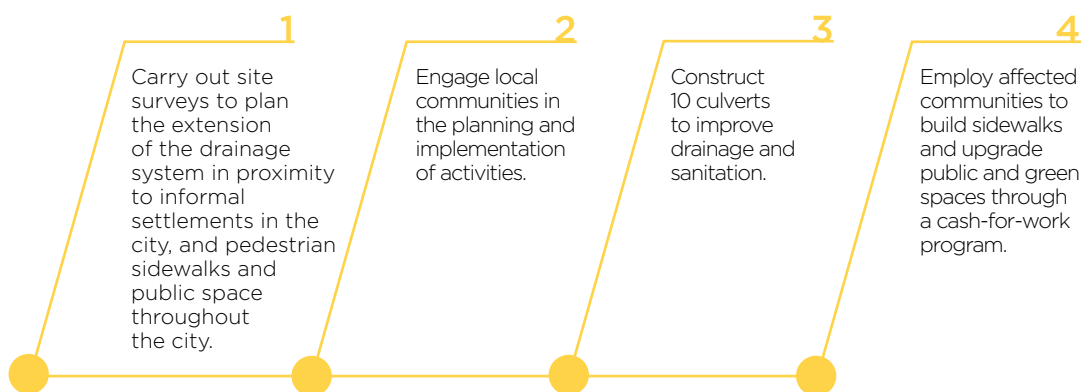 1
Carry out site
surveys to plan
the extension
of the drainage
system in proximity
to informal
settlements in the
city, and pedestrian
sidewalks and
public space
throughout
the city.
2
Engage local
communities in
the planning and
implementation
of activities.
3
Construct
10 culverts
to improve
drainage and
sanitation.
4
Employ affected
communities to
build sidewalks
and upgrade
public and green
spaces through
a cash-for-work
program.